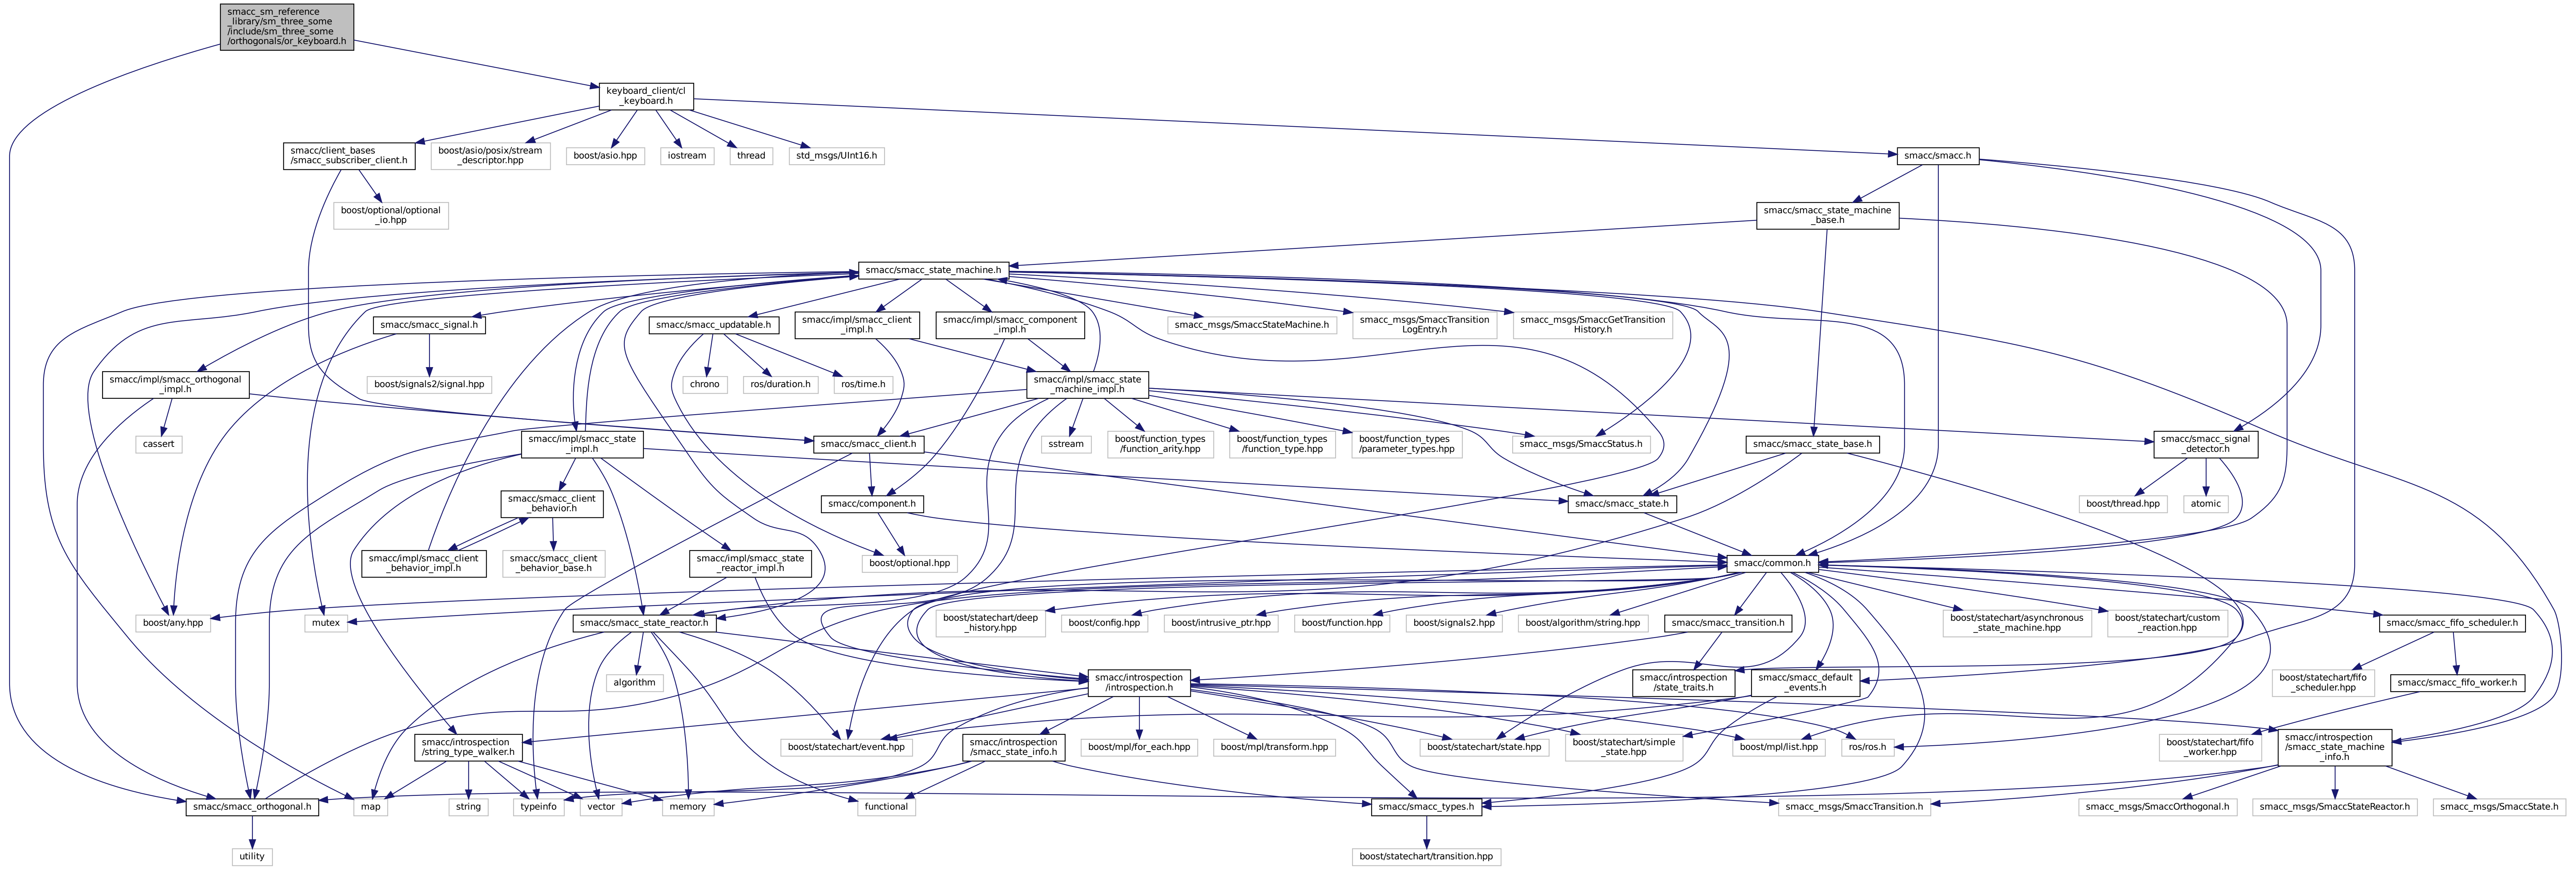 smacc_sm_reference
_library/sm_three_some
/include/sm_three_some
/orthogonals/or_keyboard.h
keyboard_client/cl
_keyboard.h
smacc/client_bases
/smacc_subscriber_client.h
boost/asio/posix/stream
_descriptor.hpp
boost/asio.hpp
iostream
thread
std_msgs/UInt16.h
smacc/smacc.h
boost/optional/optional
_io.hpp
smacc/smacc_state_machine
_base.h
smacc/smacc_state_machine.h
smacc/smacc_signal.h
smacc/smacc_updatable.h
smacc/impl/smacc_client
_impl.h
smacc/impl/smacc_component
_impl.h
smacc_msgs/SmaccStateMachine.h
smacc_msgs/SmaccTransition
LogEntry.h
smacc_msgs/SmaccGetTransition
History.h
smacc/impl/smacc_orthogonal
_impl.h
boost/signals2/signal.hpp
chrono
ros/duration.h
ros/time.h
smacc/impl/smacc_state
_machine_impl.h
cassert
smacc/impl/smacc_state
_impl.h
smacc/smacc_client.h
sstream
boost/function_types
/function_arity.hpp
boost/function_types
/function_type.hpp
boost/function_types
/parameter_types.hpp
smacc_msgs/SmaccStatus.h
smacc/smacc_state_base.h
smacc/smacc_signal
_detector.h
smacc/smacc_client
_behavior.h
smacc/component.h
smacc/smacc_state.h
boost/thread.hpp
atomic
smacc/impl/smacc_client
_behavior_impl.h
smacc/smacc_client
_behavior_base.h
smacc/impl/smacc_state
_reactor_impl.h
boost/optional.hpp
smacc/common.h
boost/any.hpp
mutex
smacc/smacc_state_reactor.h
boost/statechart/deep
_history.hpp
boost/config.hpp
boost/intrusive_ptr.hpp
boost/function.hpp
boost/signals2.hpp
boost/algorithm/string.hpp
smacc/smacc_transition.h
boost/statechart/asynchronous
_state_machine.hpp
boost/statechart/custom
_reaction.hpp
smacc/smacc_fifo_scheduler.h
algorithm
smacc/introspection
/introspection.h
smacc/introspection
/state_traits.h
smacc/smacc_default
_events.h
boost/statechart/fifo
_scheduler.hpp
smacc/smacc_fifo_worker.h
smacc/introspection
/string_type_walker.h
boost/statechart/event.hpp
smacc/introspection
/smacc_state_info.h
boost/mpl/for_each.hpp
boost/mpl/transform.hpp
boost/statechart/state.hpp
boost/statechart/simple
_state.hpp
boost/mpl/list.hpp
ros/ros.h
boost/statechart/fifo
_worker.hpp
smacc/introspection
/smacc_state_machine
_info.h
smacc/smacc_orthogonal.h
map
string
typeinfo
vector
memory
functional
smacc/smacc_types.h
smacc_msgs/SmaccTransition.h
smacc_msgs/SmaccOrthogonal.h
smacc_msgs/SmaccStateReactor.h
smacc_msgs/SmaccState.h
utility
boost/statechart/transition.hpp